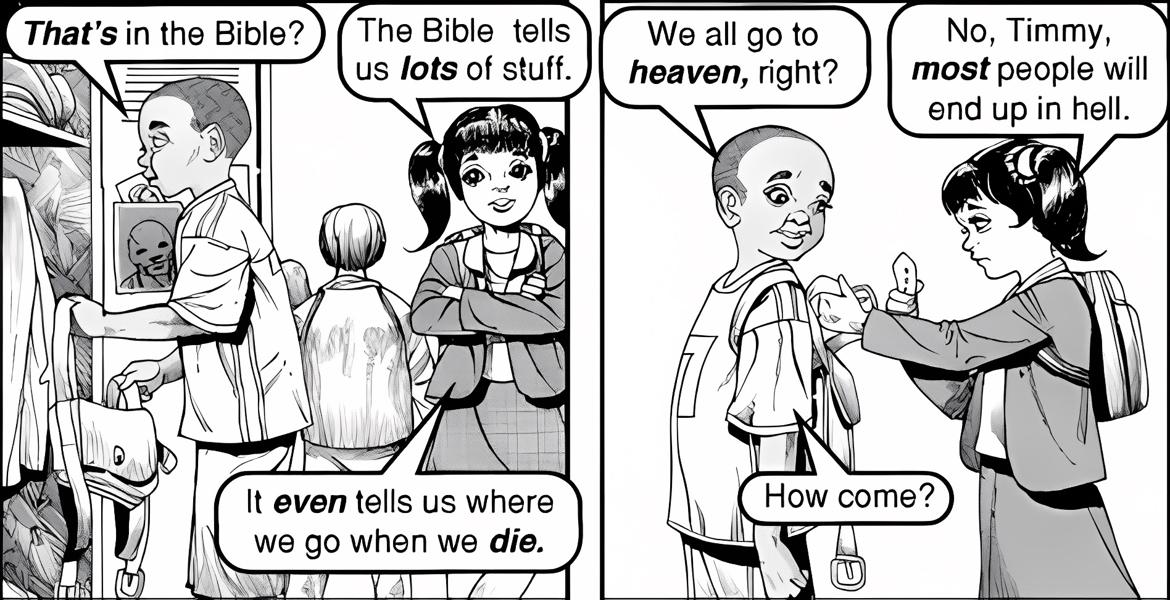 That's in the Bible?
The Bible tells
us lots of stuff.
It even tells us where
we go when we die.
We all go to
heaven, right?
No, Timmy,
most people will
end up in hell.
How come?
7